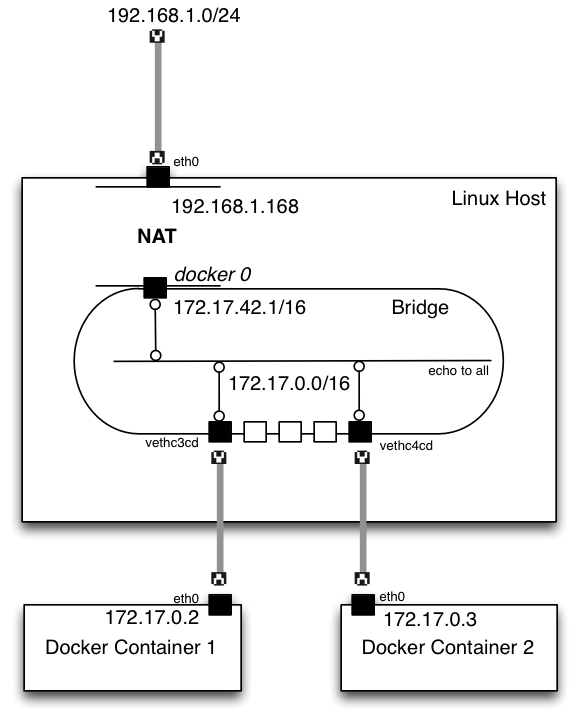 192.168.1.0/24
eth0
Linux Host
192.168.1.168
NAT
docker 0
172.17.42.1/16
Bridge
echo to all
172.17.0.0/16
vethc3cd
vethc4cd
eth0
172.17.0.2
Docker Container 1
eth0
172.17.0.3
Docker Container 2